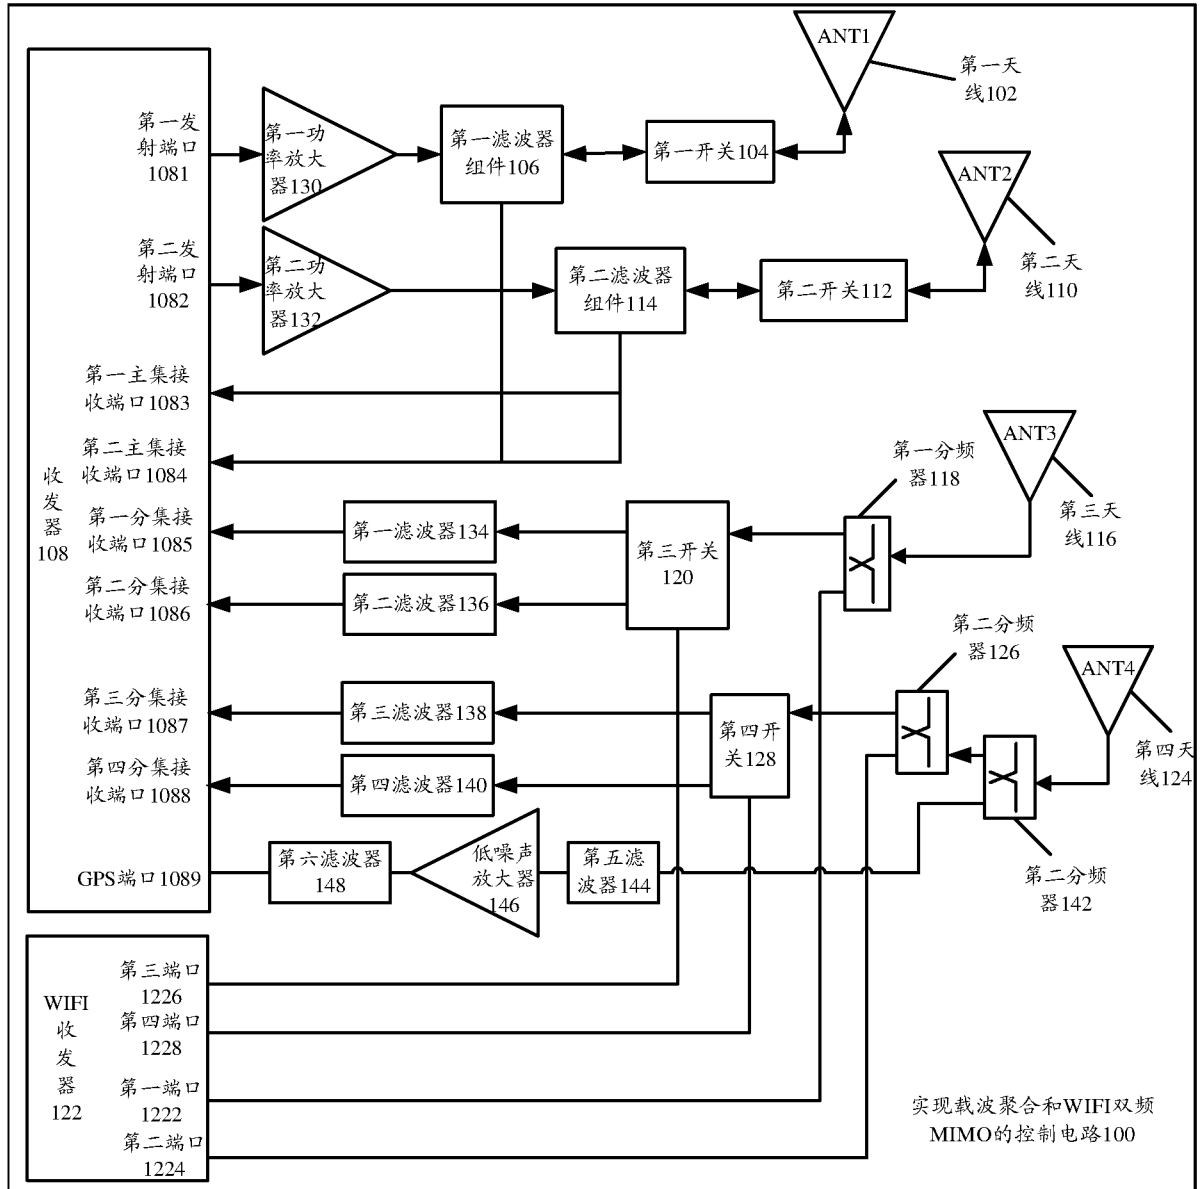 ANT1
第一天
线102
第一发
射端口
1081
第一功
率放大
器130
第一滤波器
组件106
第一开关104
ANT2
第二天
线110
第二发
射端口
1082
第二功
率放大
器132
第二滤波器
组件114
第二开关112
第一主集接
收端口1083
第二主集接
收端口1084
收
发
器
108
第一分集接
收端口1085
第二分集接
收端口1086
第一滤波器134
第二滤波器136
第三开关
120
第一分频
器118
ANT3
第三天
线116
第二分频
器126
ANT4
第四天
线124
第三分集接
收端口1087
第四分集接
收端口1088
第三滤波器138
第四滤波器140
第四开
关128
GPS端口1089
第六滤波器
148
低噪声
放大器
146
第五滤
波器144
第二分频
器142
WIFI
收
发
器
122
第三端口
1226
第四端口
1228
第一端口
1222
第二端口
1224
实现载波聚合和WIFI双频
MIMO的控制电路100